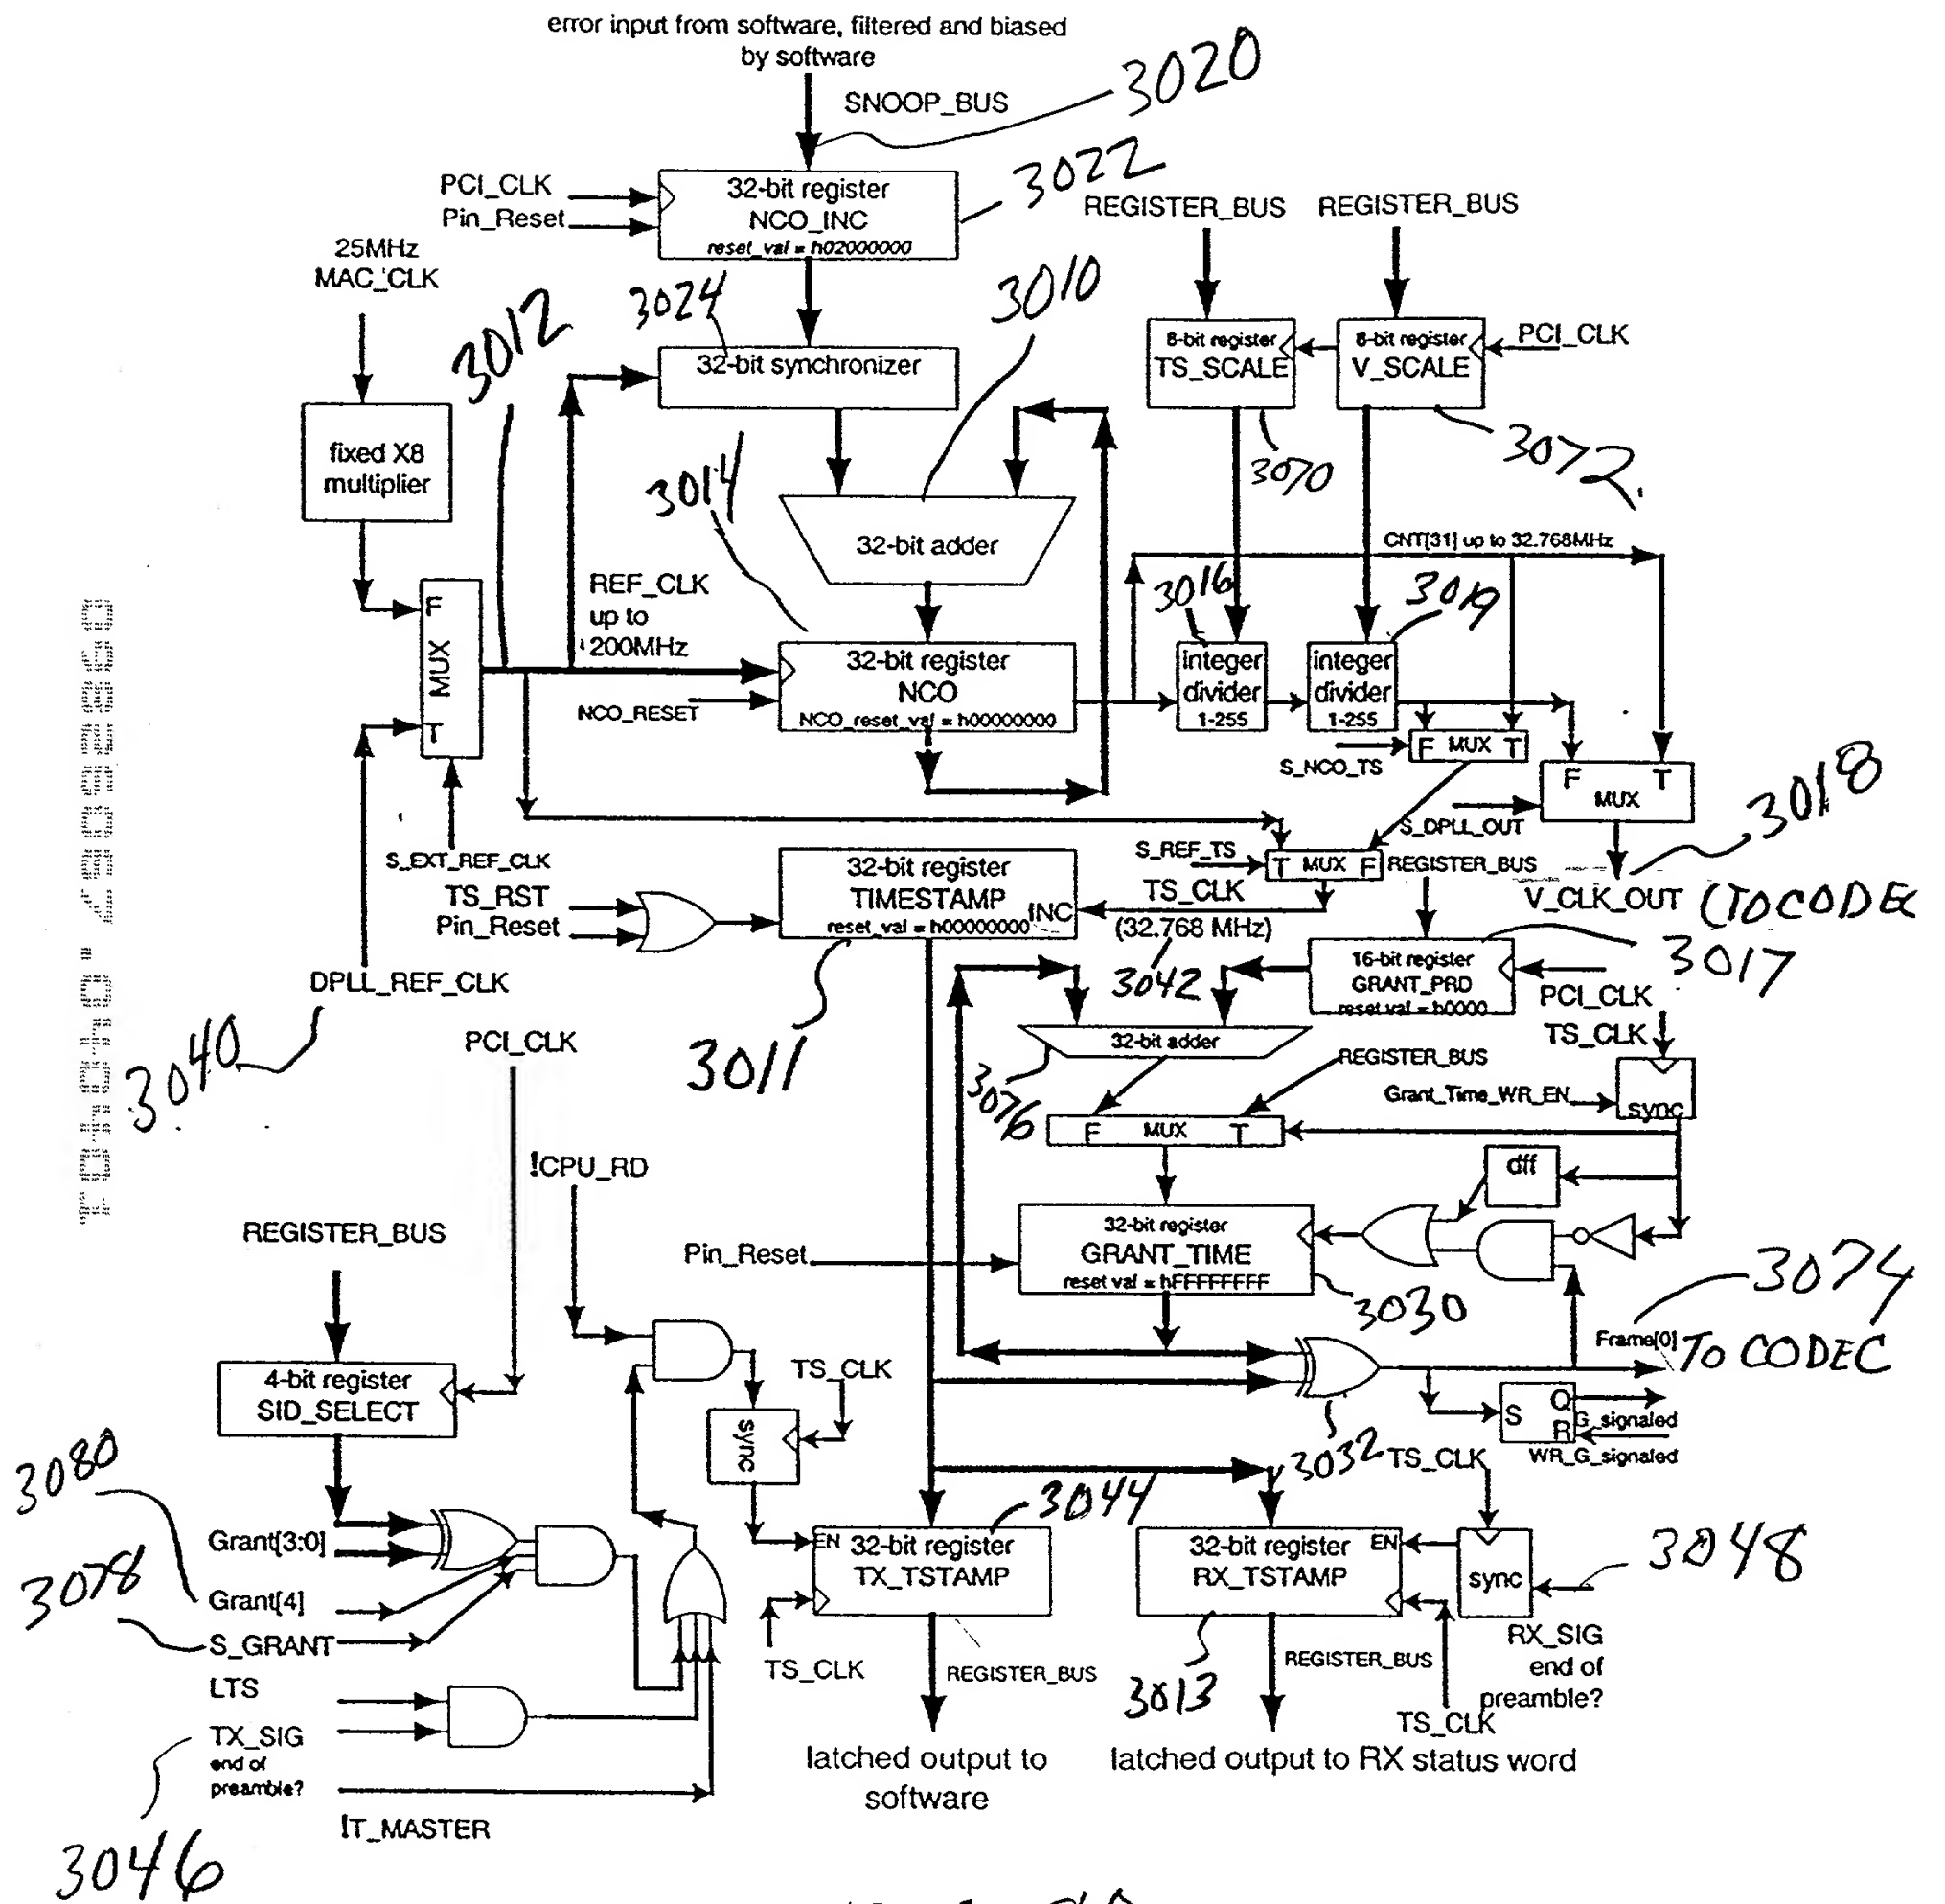 error input from software, filtered and biased
by software
SNOOP_BUS
3020
PCI_CLK
Pin_Reset
32-bit register
NCO_INC
reset_val = h02000000
3022
REGISTER_BUS
REGISTER_BUS
25MHz
MAC_CLK
3012
3024
32-bit synchronizer
3010
8-bit register
TS_SCALE
8-bit register
V_SCALE
PCI_CLK
3070
3072
fixed X8
multiplier
3014
32-bit adder
CNT[31] up to 32.768MHz
F
MUX
T
REF_CLK
up to
200MHz
3016
3019
32-bit register
NCO
NCO_reset_val = h00000000
NCO_RESET
integer
divider
1-255
integer
divider
1-255
S_NCO_TS
F MUX T
F T
MUX
S_DPLL_OUT
3018
S_EXT_REF_CLK
TS_RST
Pin_Reset
32-bit register
TIMESTAMP
reset_val = h00000000
INC
S_REF_TS
T MUX F
REGISTER_BUS
TS_CLK
(32.768 MHz)
V_CLK_OUT (TO CODEC
3042
16-bit register
GRANT_PRD
reset val = h0000
3017
PCI_CLK
DPLL_REF_CLK
3040
3011
PCI_CLK
32-bit adder
3076
REGISTER_BUS
TS_CLK
Grant_Time_WR_EN
sync
F MUX T
!CPU_RD
dff
REGISTER_BUS
Pin_Reset
32-bit register
GRANT_TIME
reset val = hFFFFFFFF
3030
3074
Frame[0]
TO CODEC
4-bit register
SID_SELECT
TS_CLK
sync
S Q
R
G_signaled
WR_G_signaled
3032
TS_CLK
3080
Grant[3:0]
Grant[4]
3078
S_GRANT
LTS
TX_SIG
end of
preamble?
3046
!T_MASTER
3044
EN 32-bit register
TX_TSTAMP
TS_CLK
REGISTER_BUS
latched output to
software
32-bit register EN
RX_TSTAMP
3013
REGISTER_BUS
sync
3048
RX_SIG
end of
preamble?
TS_CLK
latched output to RX status word